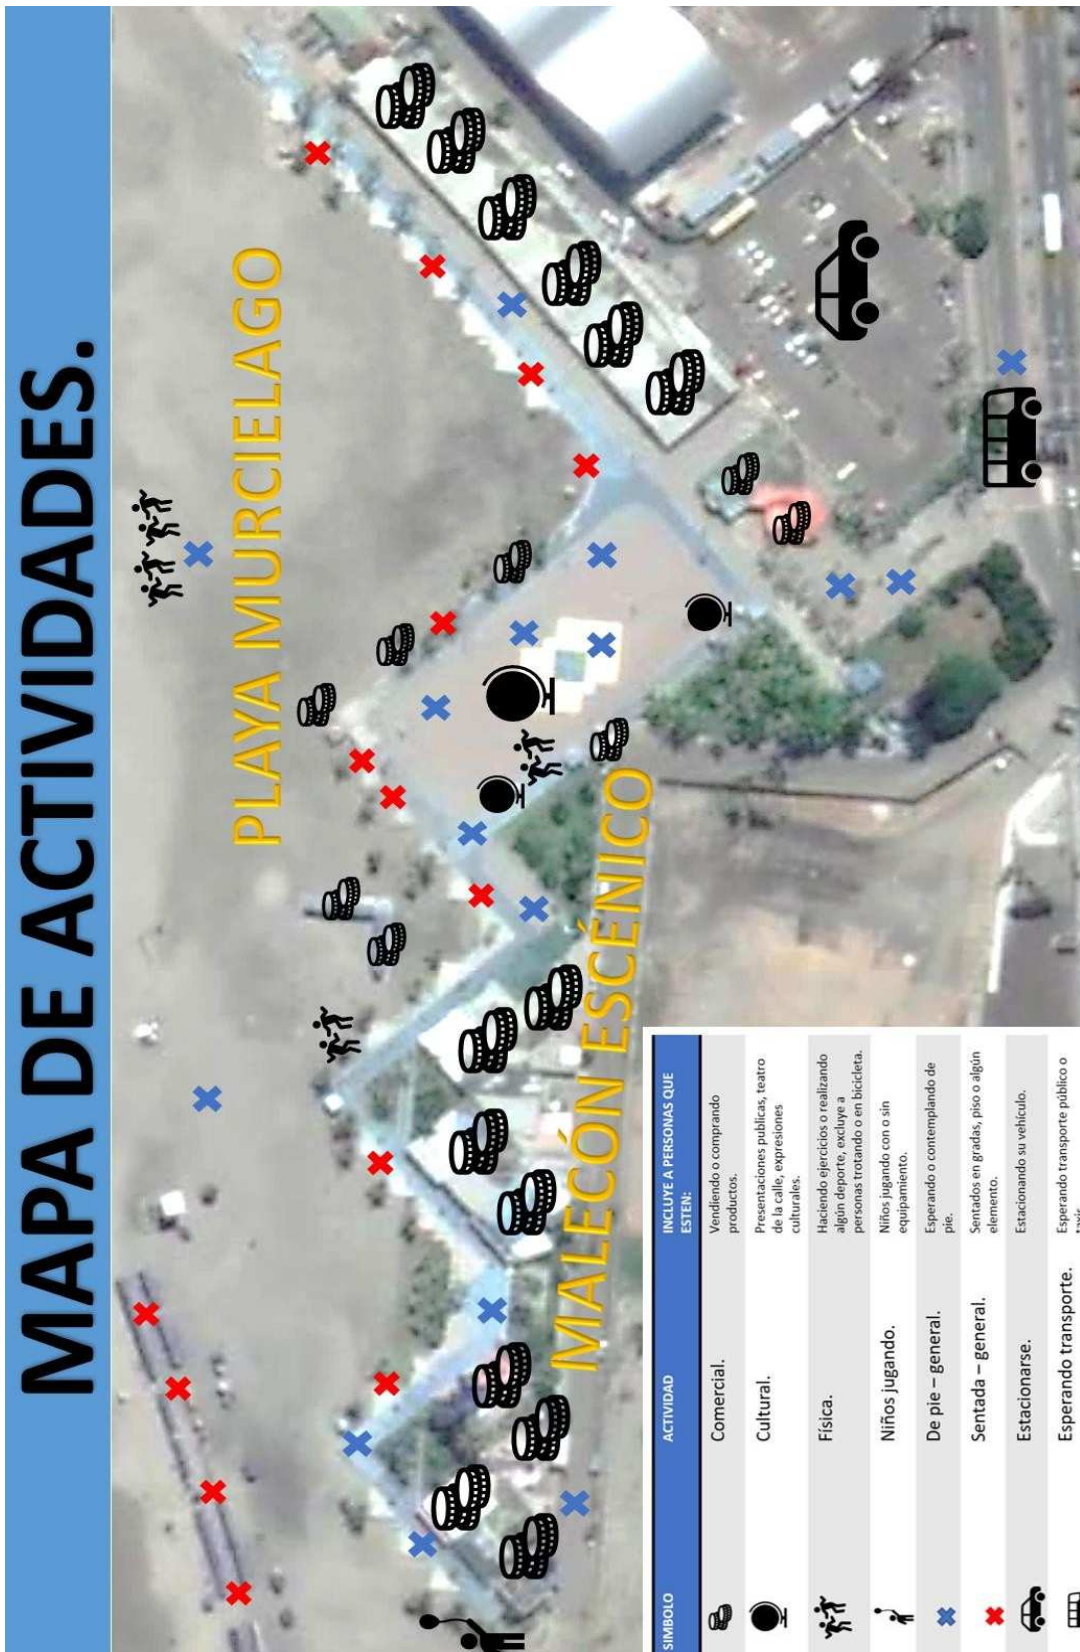 MAPA DE ACTIVIDADES.
PLAYA MURCIELAGO
MALECÓN ESCÉNICO
SIMBOLO ACTIVIDAD INCLUYE A PERSONAS QUE
ESTEN:
Comercial. Vendiendo o comprando
productos.
Cultural. Presentaciones publicas, teatro
de la calle, expresiones
culturales.
Física. Haciendo ejercicios o realizando
algún deporte, excluye a
personas trotando o en bicicleta.
Niños jugando. Niños jugando con o sin
equipamiento.
De pie – general. Esperando o contemplando de
pie.
Sentada – general. Sentados en gradas, piso o algún
elemento.
Estacionarse. Estacionando su vehículo.
Esperando transporte. Esperando transporte público o